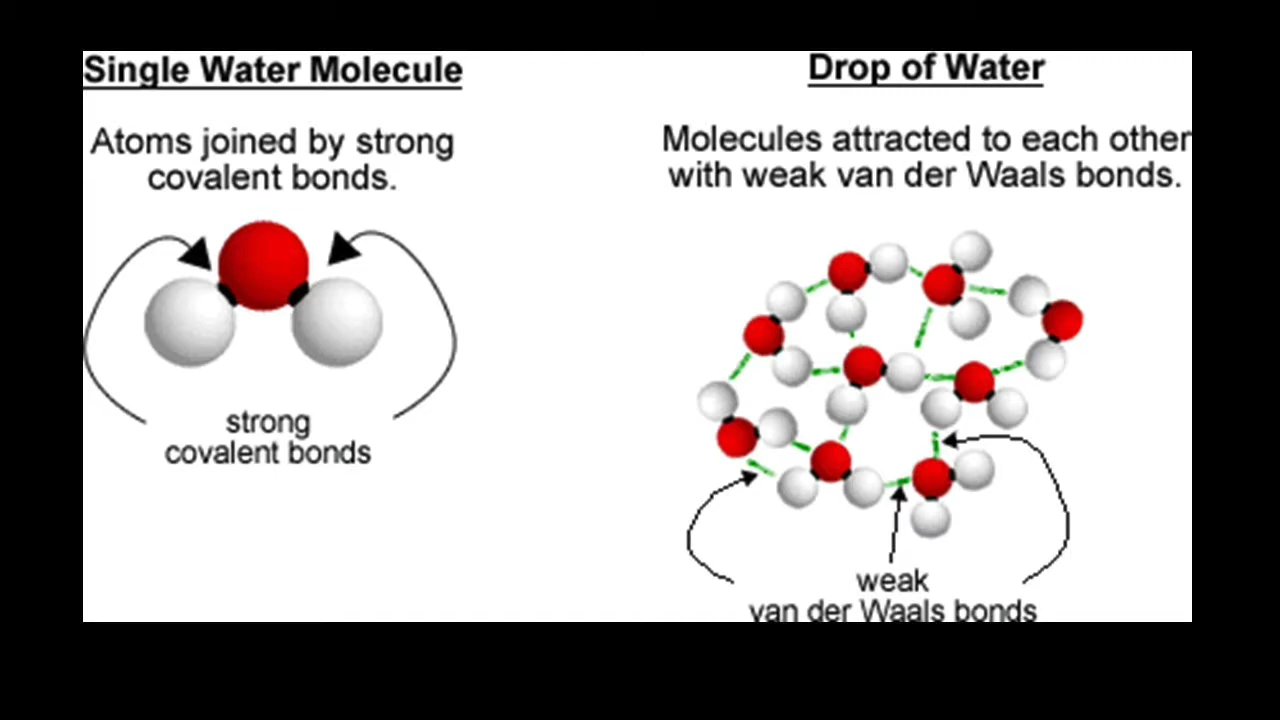 Single Water Molecule
Atoms joined by strong
covalent bonds.
strong
covalent bonds
Drop of Water
Molecules attracted to each other
with weak van der Waals bonds.
weak
van der Waals bonds